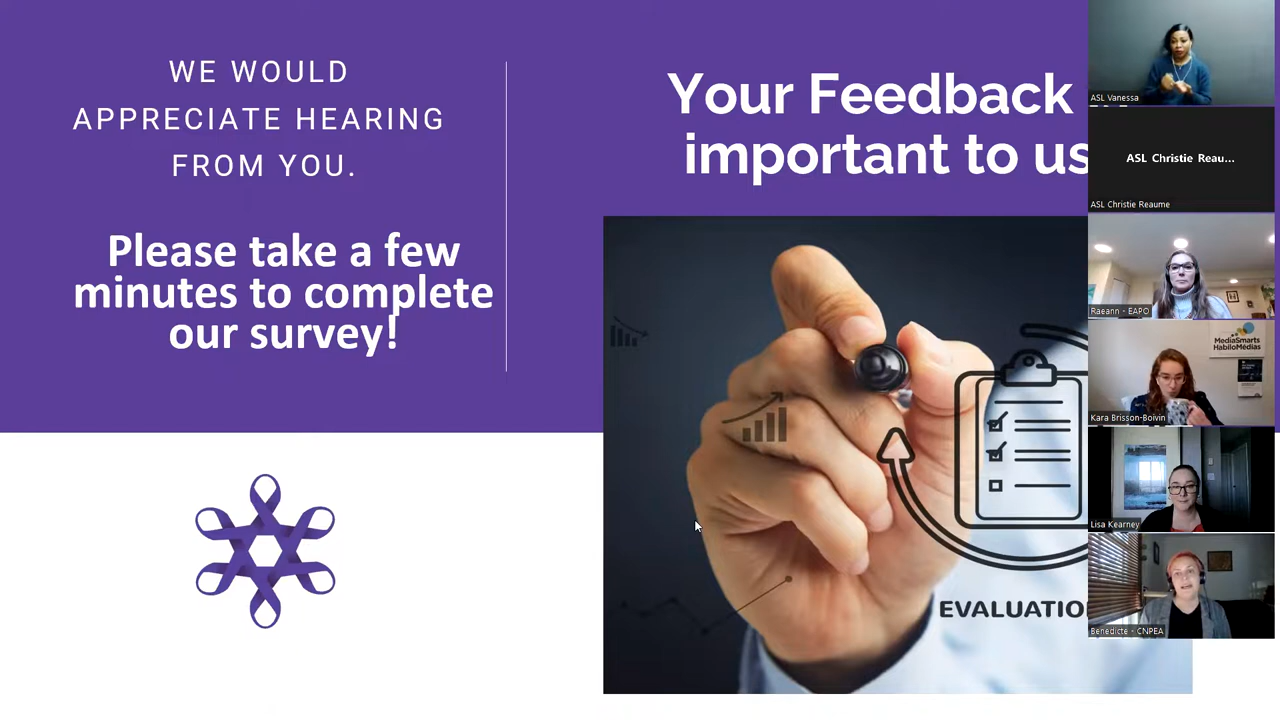 WE WOULD
APPRECIATE HEARING
FROM YOU.
Please take a few
minutes to complete
our survey!
Your Feedback
important to us
EVALUATIO
ASL Vanessa
ASL Christie Reau...
ASL Christie Reaume
Raeann - EAPO
MediaSmarts
HabiloMédias
Kara Brisson-Boivin
Lisa Kearney
Benedicte - CNPEA